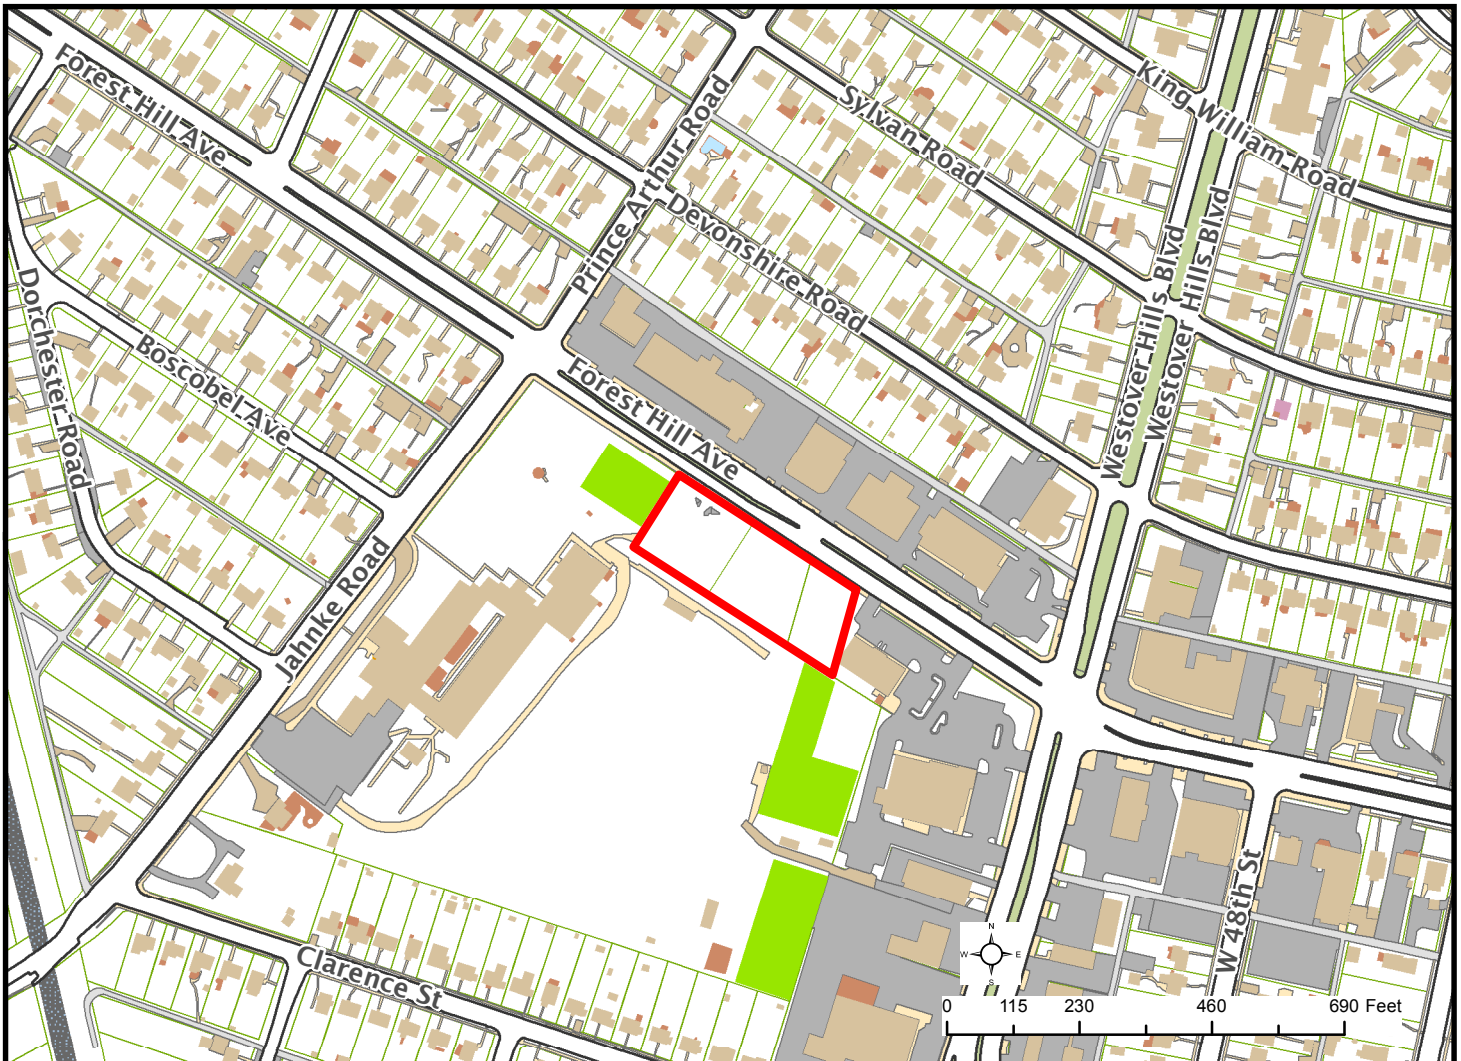 King William Road
Forest Hill Ave
Prince Arthur Road
Sylvan Road
Devonshire Road
Westover Hills Blvd
Westover Hills Blvd
Dorchester Road
Boscobel Ave
Forest Hill Ave
Jahnke Road
W 48th St
Clarence St
N
W E
S
0 115 230 460 690 Feet